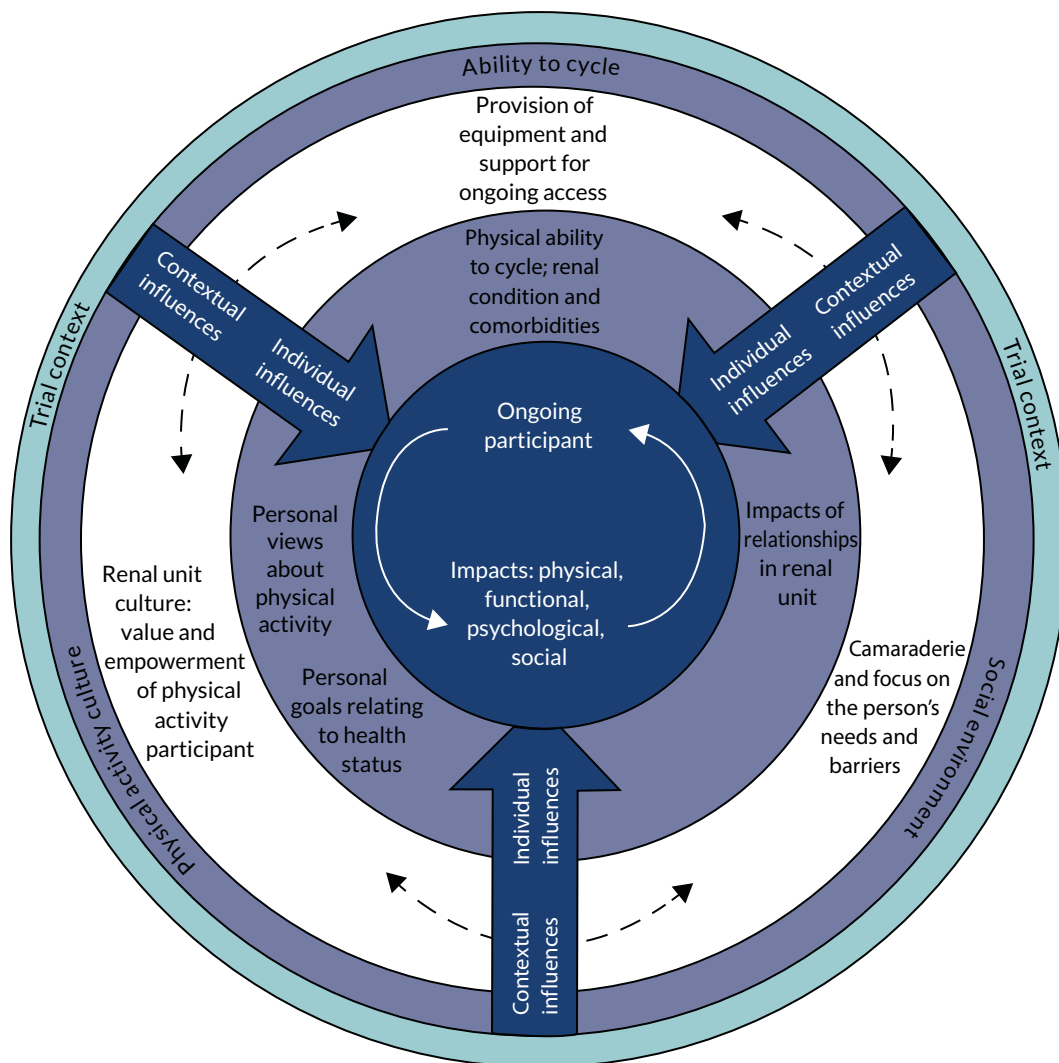 Ability to cycle
Provision of
equipment and
support for
ongoing access
Physical ability
to cycle; renal
condition and
comorbidities
Contextual
influences
Individual
influences
Contextual
influences
Individual
influences
Trial context
Trial context
Ongoing
participant
Impacts: physical,
functional,
psychological,
social
Personal
views about
physical
activity
Personal
goals relating
to health
status
Impacts of
relationships
in renal
unit
Renal unit
culture:
value and
empowerment
of physical
activity
participant
Camaraderie
and focus on
the person's
needs and
barriers
Physical activity culture
Social environment
Individual
influences
Contextual
influences